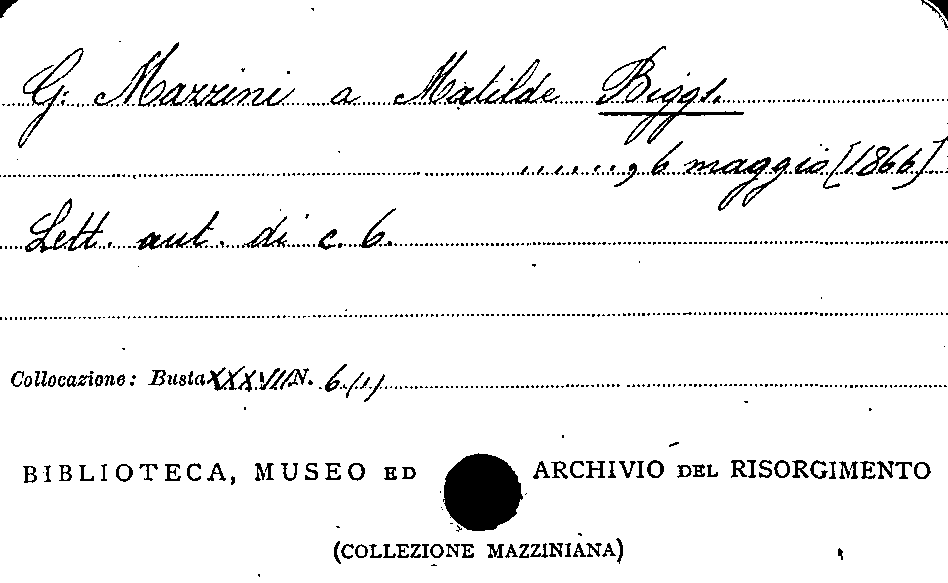 G. Mazzini a Matilde Biggs.
......, 6 maggio [1866]
Lett. aut. di c. 6.
Collocazione: Busta XXXVII N. 6(1)
BIBLIOTECA, MUSEO ED ARCHIVIO DEL RISORGIMENTO
(COLLEZIONE MAZZINIANA)